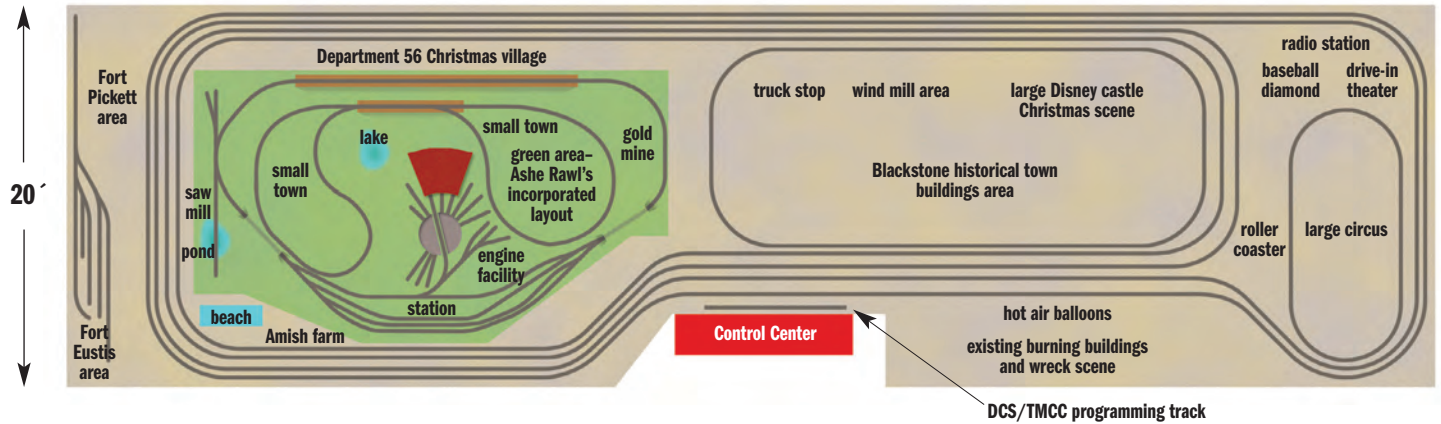 20´
Fort
Pickett
area
Department 56 Christmas village
lake
small
town
small town
gold
mine
green area–
Ashe Rawl's
incorporated
layout
saw
mill
pond
engine
facility
station
beach
Amish farm
Fort
Eustis
area
truck stop
wind mill area
large Disney castle
Christmas scene
Blackstone historical town
buildings area
radio station
baseball
diamond
drive-in
theater
roller
coaster
large circus
Control Center
hot air balloons
existing burning buildings
and wreck scene
DCS/TMCC programming track